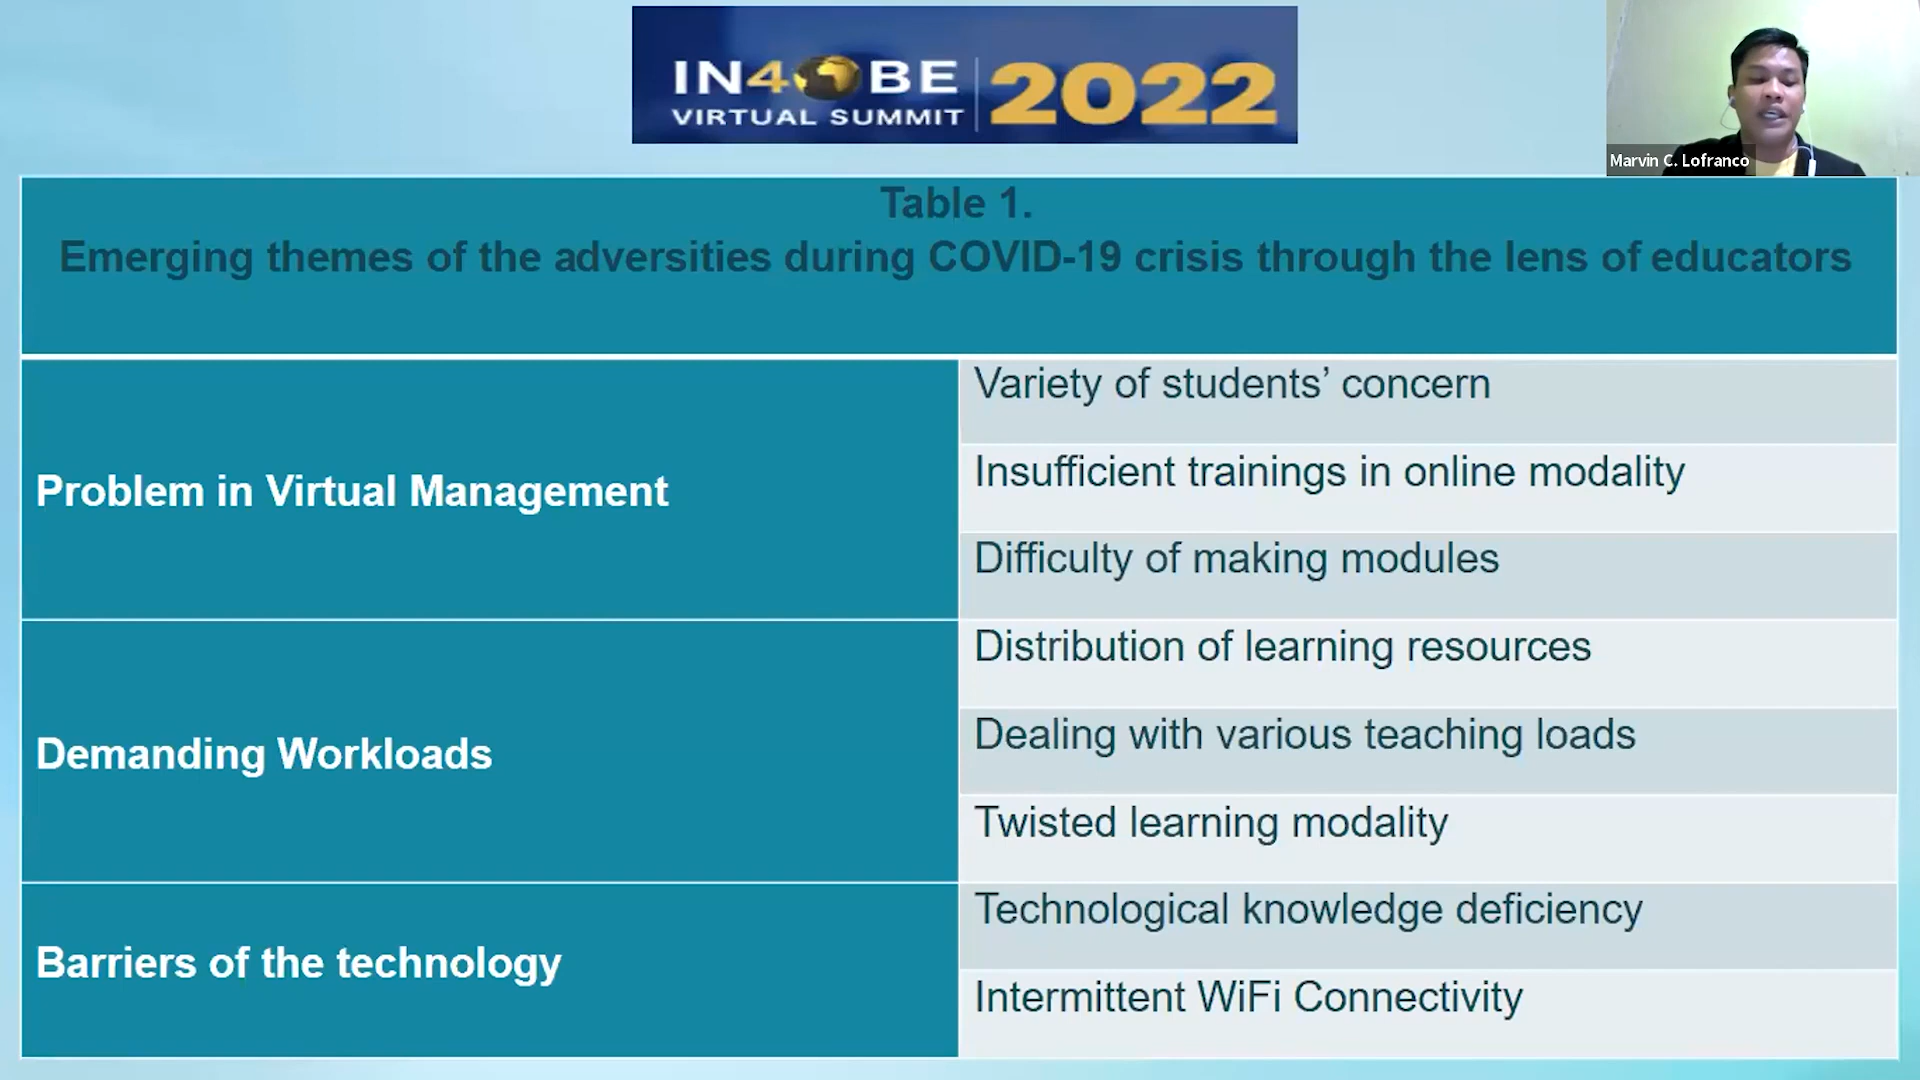 IN4OBE
VIRTUAL SUMMIT
2022
Marvin C. Lofranco
Table 1.
Emerging themes of the adversities during COVID-19 crisis through the lens of educators
Problem in Virtual Management
Variety of students’ concern
Insufficient trainings in online modality
Difficulty of making modules
Demanding Workloads
Distribution of learning resources
Dealing with various teaching loads
Twisted learning modality
Barriers of the technology
Technological knowledge deficiency
Intermittent WiFi Connectivity